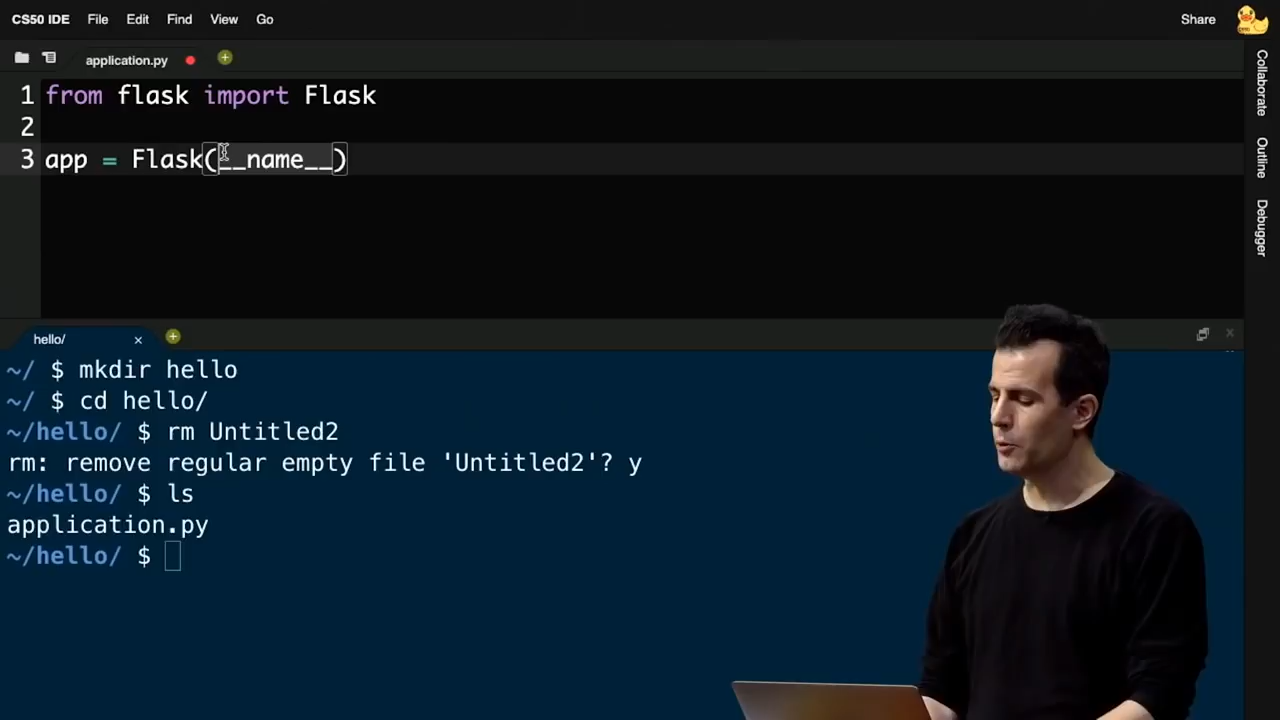 CS50 IDE File Edit Find View Go Share
application.py
1 from flask import Flask
2
3 app = Flask(__name__)
Collaborate
Outline
Debugger
hello/
~/ $ mkdir hello
~/ $ cd hello/
~/hello/ $ rm Untitled2
rm: remove regular empty file 'Untitled2'? y
~/hello/ $ ls
application.py
~/hello/ $